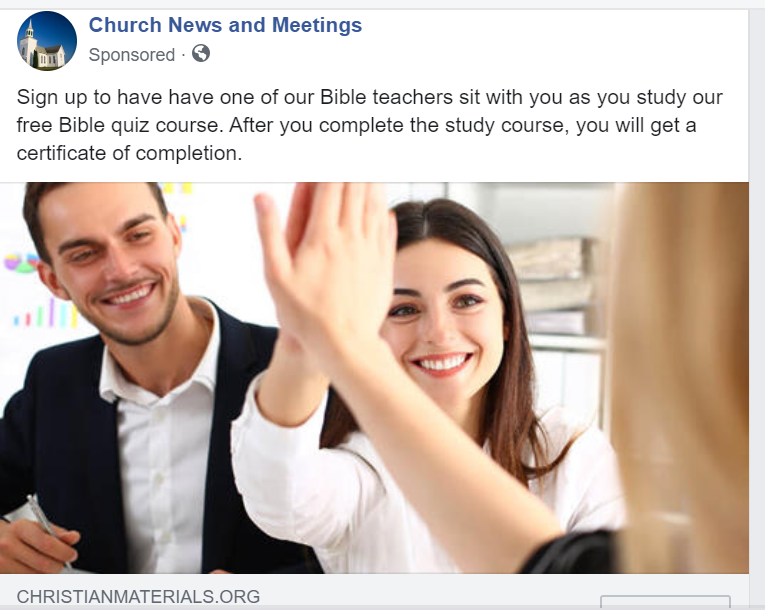 Church News and Meetings
Sponsored ·
Sign up to have have one of our Bible teachers sit with you as you study our
free Bible quiz course. After you complete the study course, you will get a
certificate of completion.
CHRISTIANMATERIALS.ORG